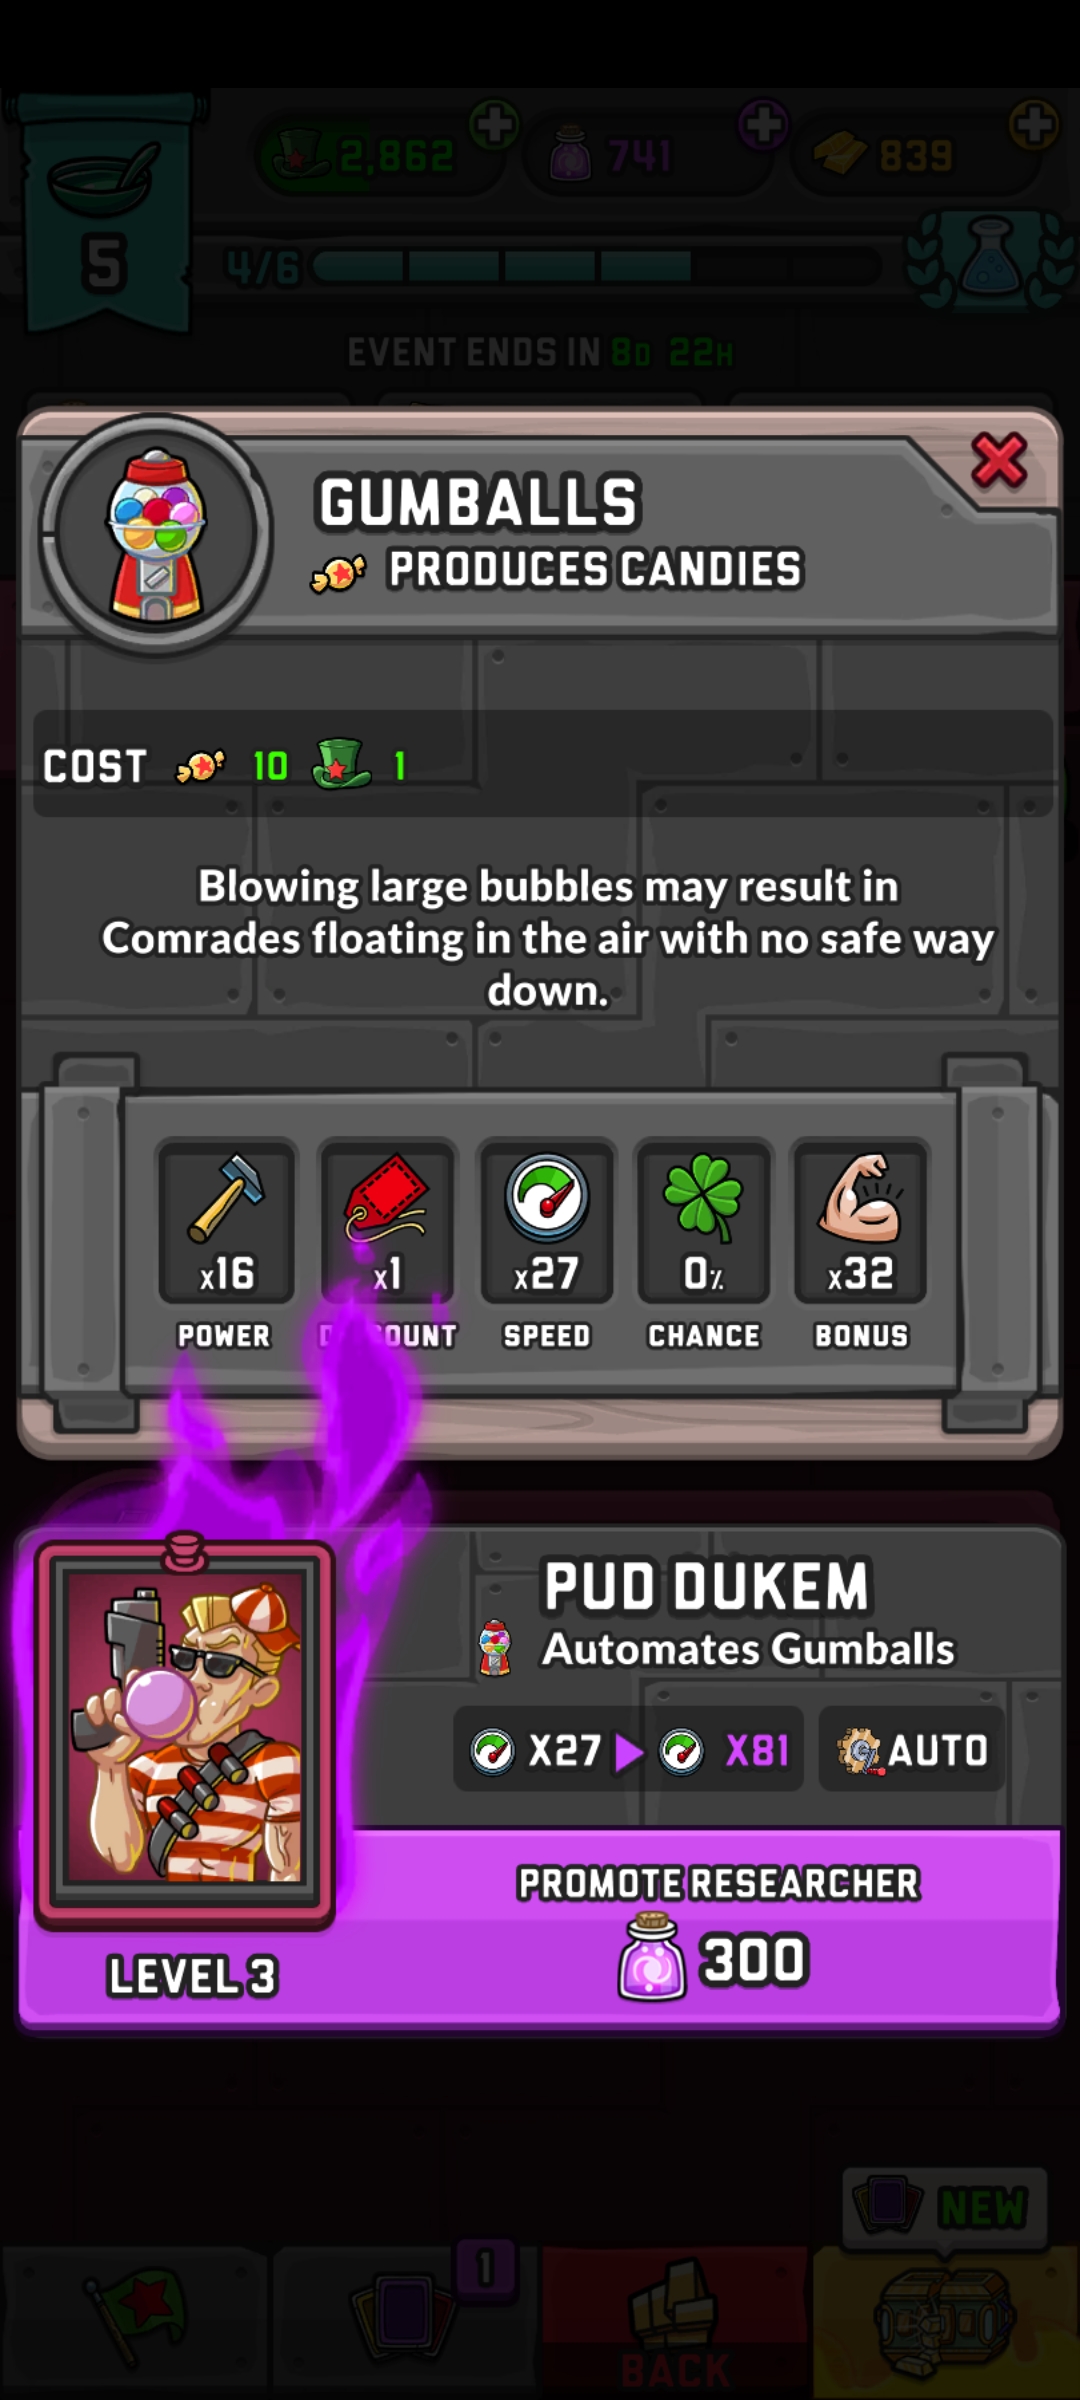 2,862
741
839
5
4/6
EVENT ENDS IN 8D 22H
GUMBALLS
PRODUCES CANDIES
COST 10 1
Blowing large bubbles may result in
Comrades floating in the air with no safe way
down.
x16 x1 x27 0% x32
POWER DISCOUNT SPEED CHANCE BONUS
PUD DUKEM
Automates Gumballs
X27 X81 AUTO
PROMOTE RESEARCHER
300
LEVEL 3
NEW
1
BACK